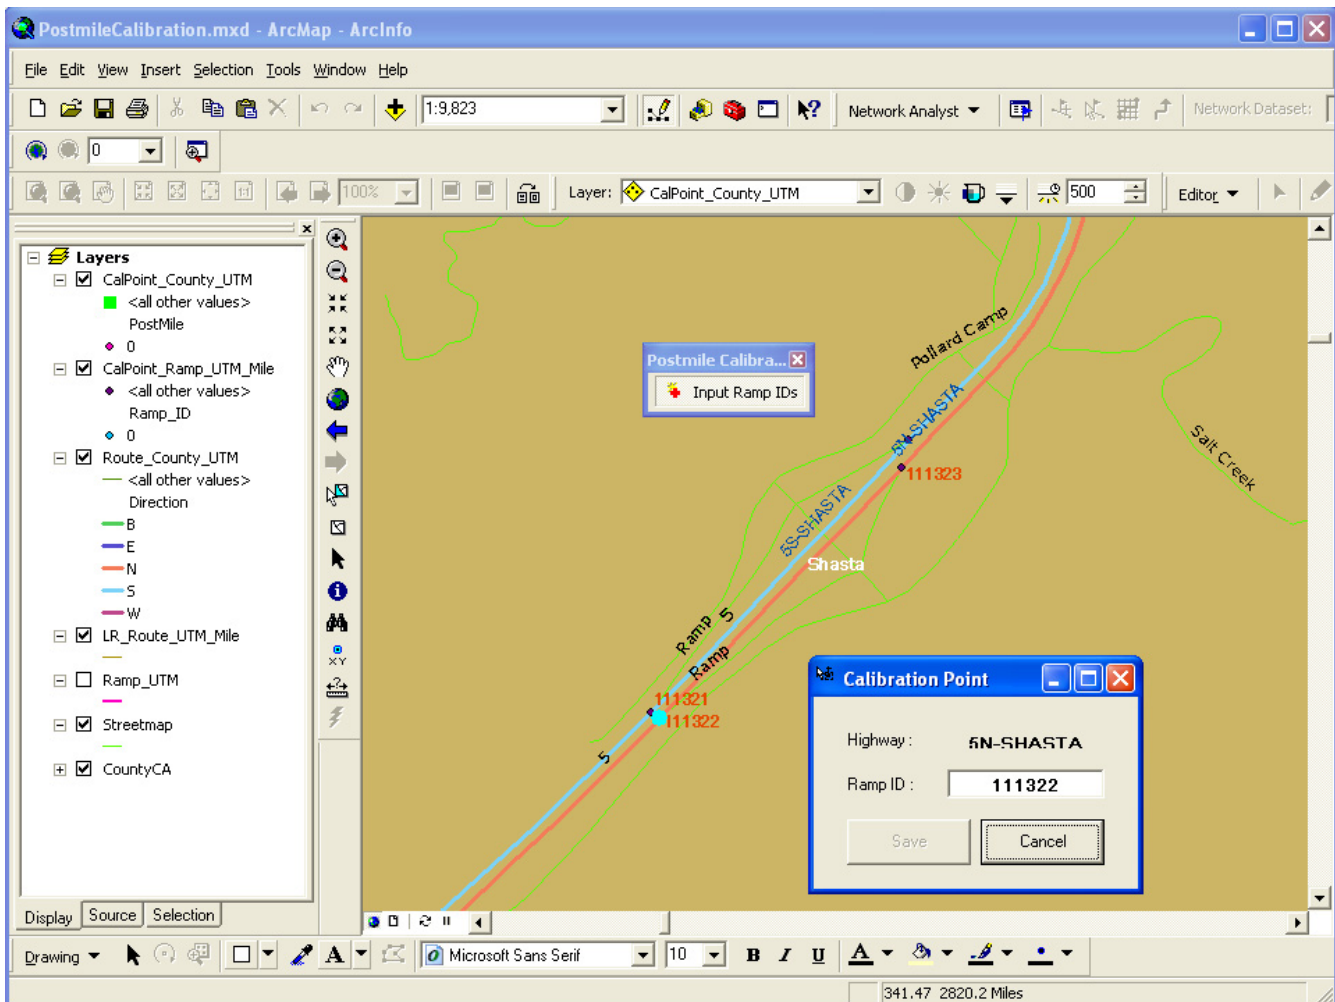 PostmileCalibration.mxd - ArcMap - ArcInfo
File Edit View Insert Selection Tools Window Help
1:9,823
Network Analyst
Network Dataset:
0
100%
Layer: CalPoint_County_UTM
500
Editor
Layers
CalPoint_County_UTM
<all other values>
PostMile
0
CalPoint_Ramp_UTM_Mile
<all other values>
Ramp_ID
0
Route_County_UTM
<all other values>
Direction
B
E
N
S
W
LR_Route_UTM_Mile
Ramp_UTM
Streetmap
CountyCA
Display Source Selection
XY
Postmile Calibra...
Input Ramp IDs
Pollard Camp
5N-SHASTA
Salt Creek
111323
5S-SHASTA
Shasta
Ramp 5
Ramp
111321
111322
5
Calibration Point
Highway : 5N-SHASTA
Ramp ID : 111322
Save Cancel
Drawing A Microsoft Sans Serif 10 B I U A
341.47 2820.2 Miles